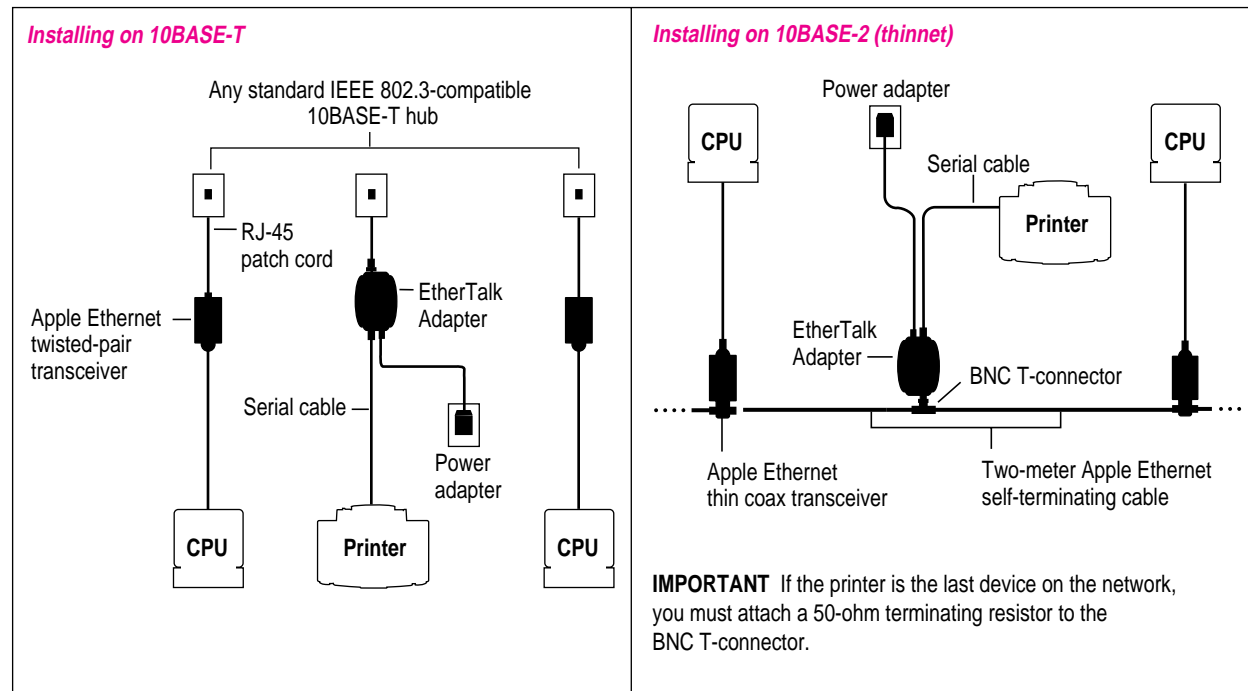 Installing on 10BASE-T
Any standard IEEE 802.3-compatible
10BASE-T hub
RJ-45
patch cord
EtherTalk
Adapter
Apple Ethernet
twisted-pair
transceiver
Serial cable
Power
adapter
CPU
Printer
CPU
Installing on 10BASE-2 (thinnet)
Power adapter
CPU
CPU
Serial cable
Printer
EtherTalk
Adapter
BNC T-connector
Apple Ethernet
thin coax transceiver
Two-meter Apple Ethernet
self-terminating cable
IMPORTANT If the printer is the last device on the network,
you must attach a 50-ohm terminating resistor to the
BNC T-connector.